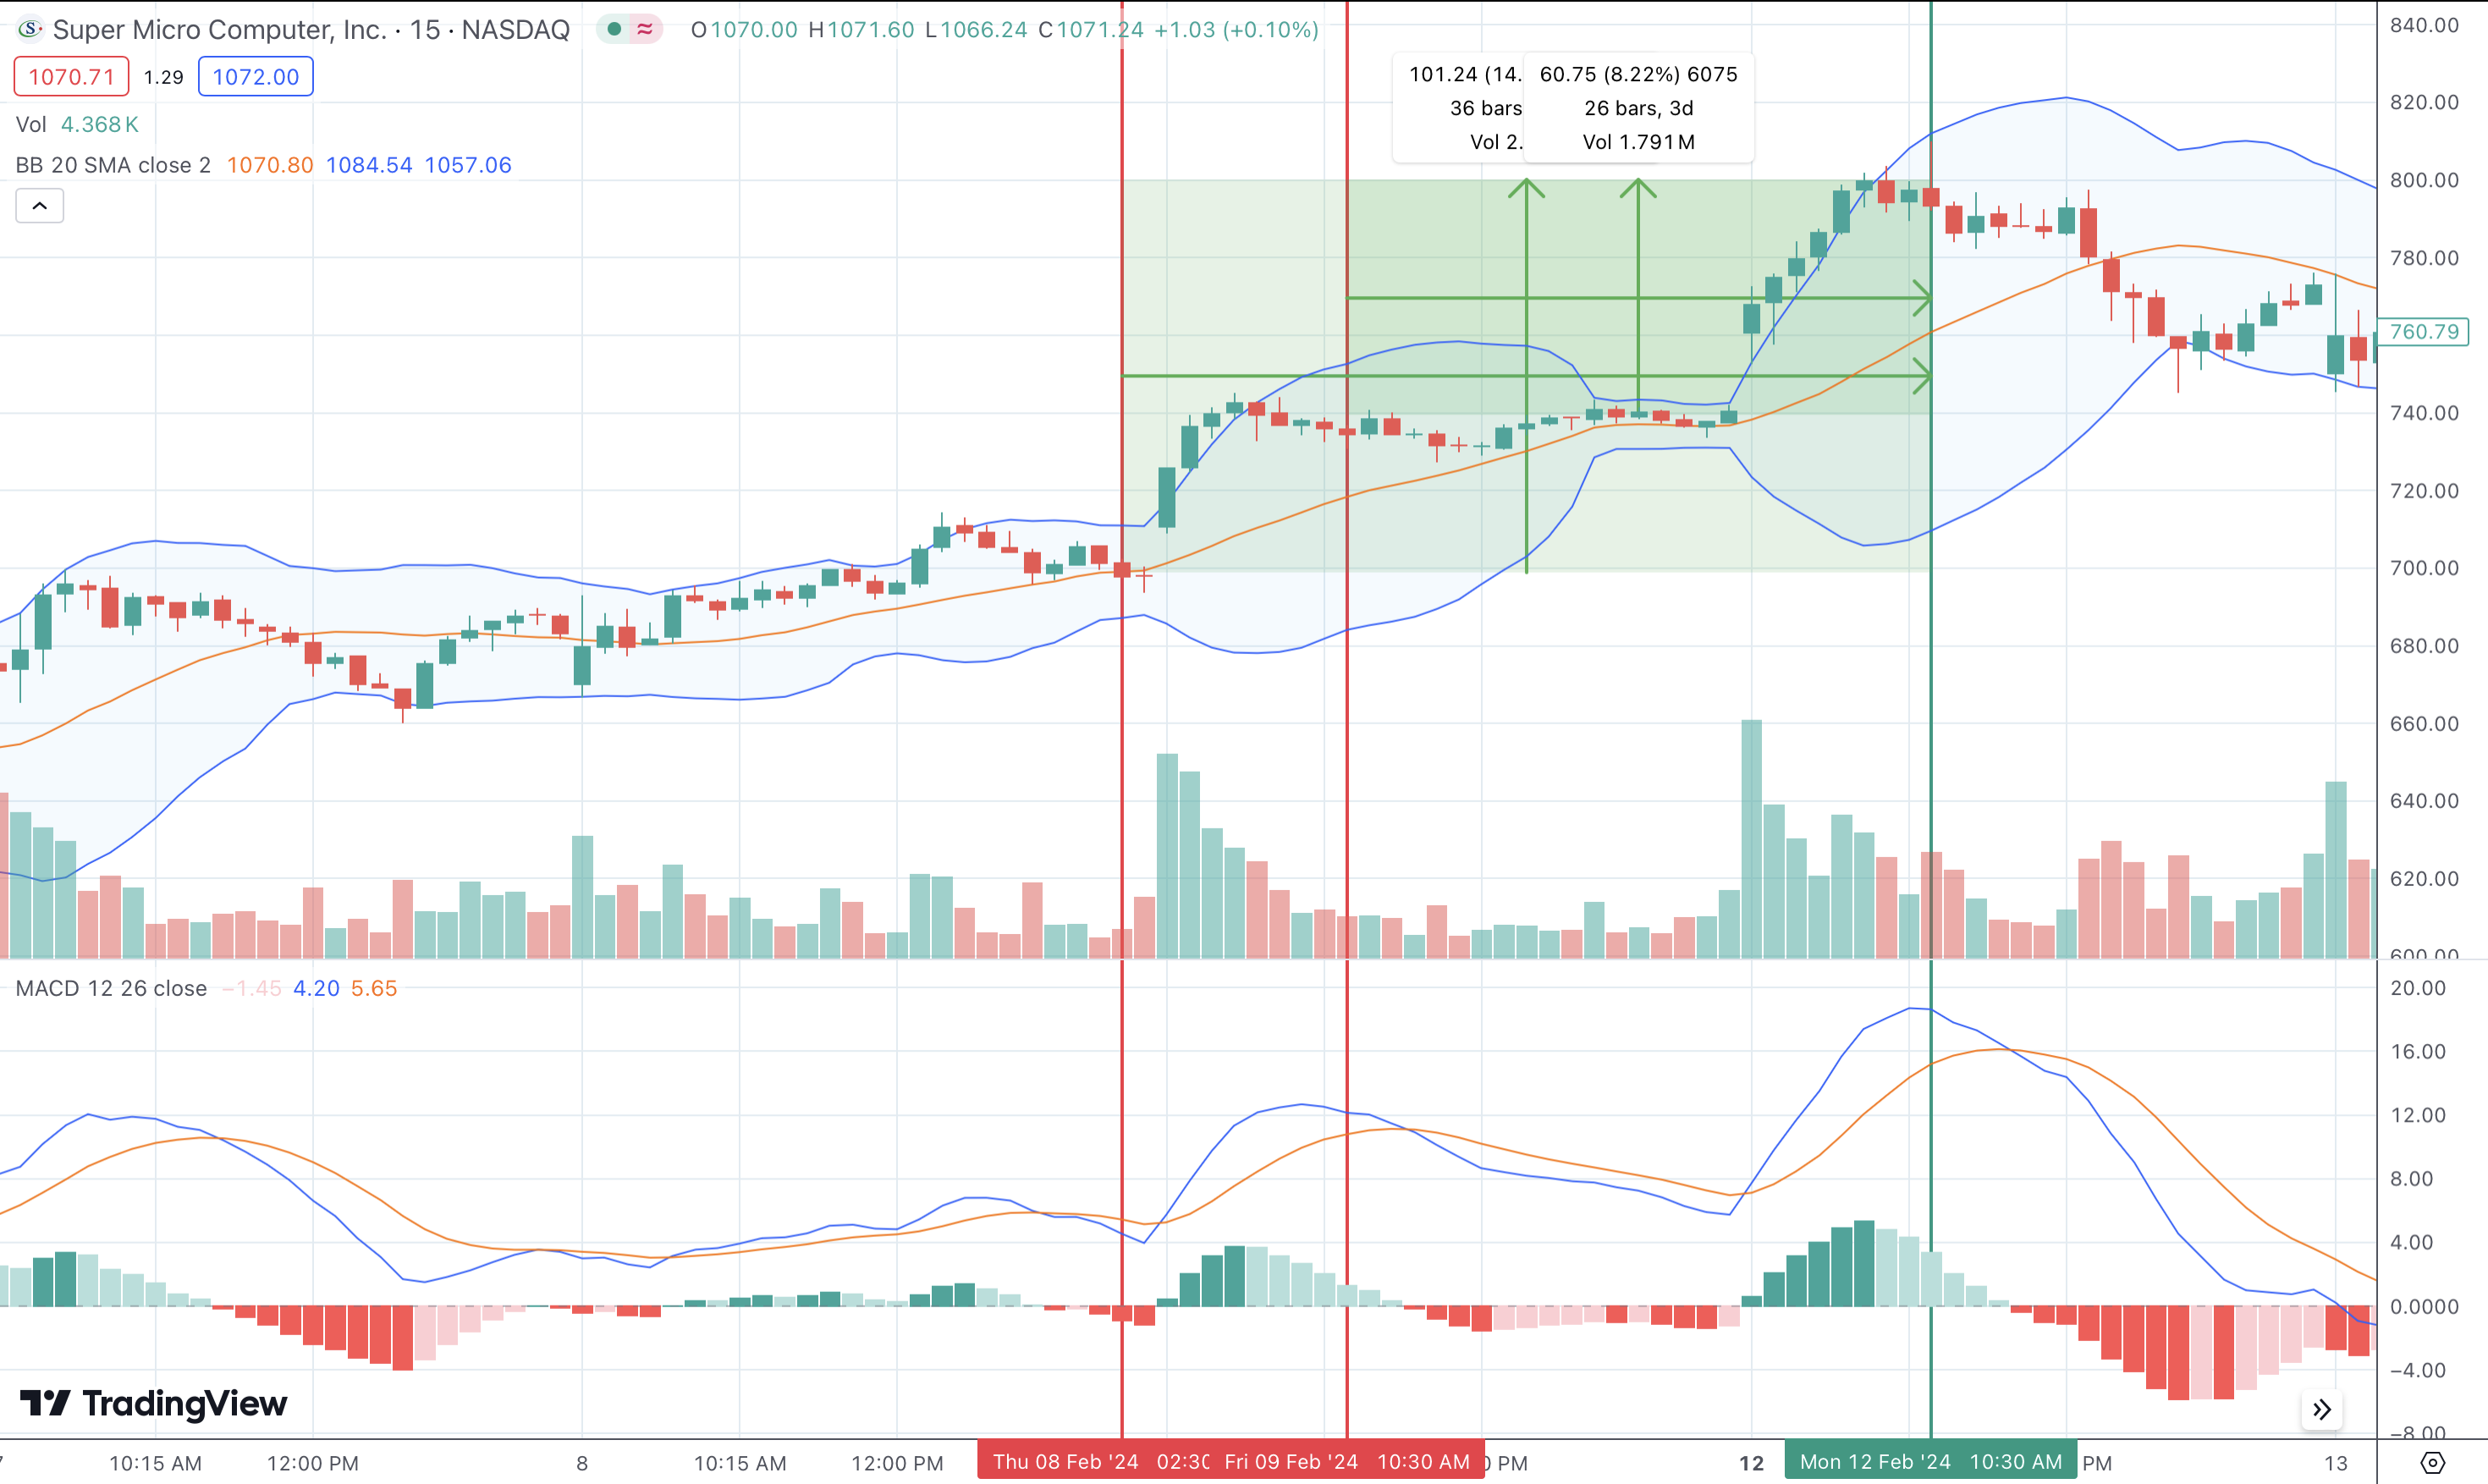 Super Micro Computer, Inc. · 15 · NASDAQ O1070.00 H1071.60 L1066.24 C1071.24 +1.03 (+0.10%)
1070.71 1.29 1072.00
Vol 4.368K
BB 20 SMA close 2 1070.80 1084.54 1057.06
101.24 (14.
36 bars
Vol 2.
60.75 (8.22%) 6075
26 bars, 3d
Vol 1.791M
840.00
820.00
800.00
780.00
760.79
740.00
720.00
700.00
680.00
660.00
640.00
620.00
600.00
MACD 12 26 close −1.45 4.20 5.65
20.00
16.00
12.00
8.00
4.00
0.0000
−4.00
−8.00
TradingView
10:15 AM 12:00 PM 8 10:15 AM 12:00 PM Thu 08 Feb '24 02:30 Fri 09 Feb '24 10:30 AM PM 12 Mon 12 Feb '24 10:30 AM PM 13